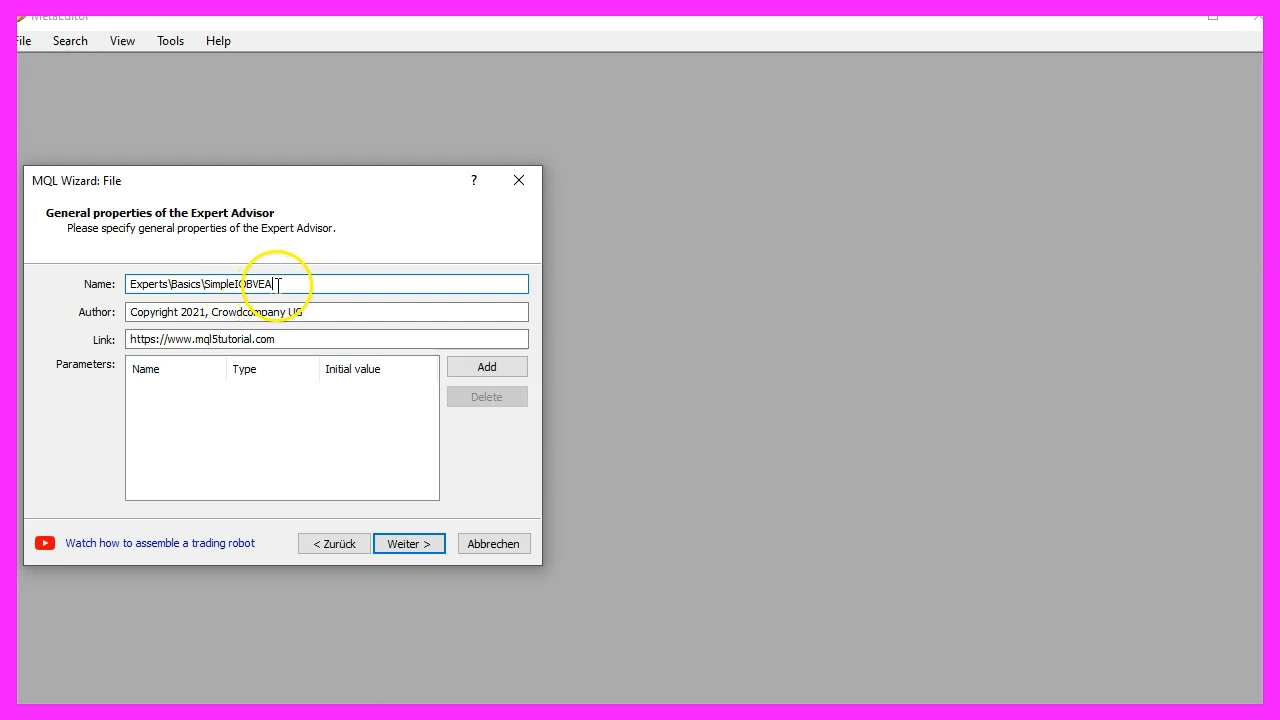 MetaEditor
File Search View Tools Help
MQL Wizard: File ?
General properties of the Expert Advisor
Please specify general properties of the Expert Advisor.
Name: Experts\Basics\SimpleIOBVEA
Author: Copyright 2021, Crowdcompany UG
Link: https://www.mql5tutorial.com
Parameters: Name Type Initial value Add
Delete
Watch how to assemble a trading robot < Zurück Weiter > Abbrechen